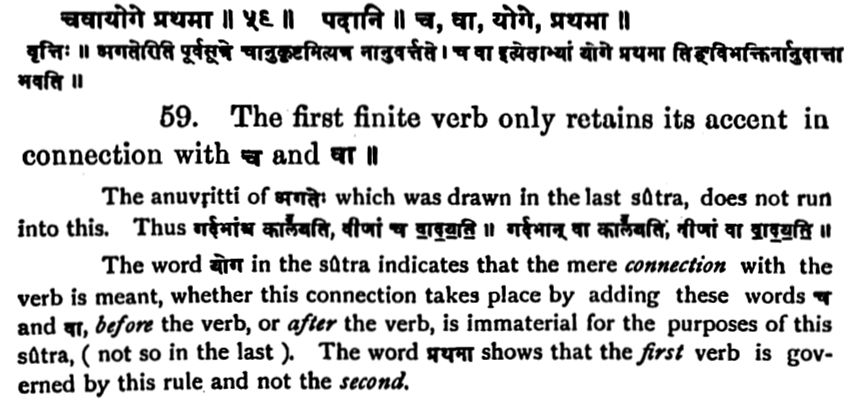 चवायोगे प्रथमा ॥ ५९ ॥ पदानि ॥ च, वा, योगे, प्रथमा ॥
वृत्तिः ॥ अगतेरिति पूर्वसूत्रे चानुकृष्टमित्यत्र नानुवर्त्तते । च वा इत्येताभ्यां योगे प्रथमा तिङ्विभक्तिर्नानुदात्ता
भवति ॥
59. The first finite verb only retains its accent in
connection with च and वा ॥
The anuvṛitti of अगतेः which was drawn in the last sûtra, does not run
into this. Thus गर्दभांश्च कालयति, वीणां च वादयति ॥ गर्दभान् वा कालयति, वीणां वा वादयति ॥
The word योग in the sûtra indicates that the mere connection with the
verb is meant, whether this connection takes place by adding these words च
and वा, before the verb, or after the verb, is immaterial for the purposes of this
sûtra, ( not so in the last ). The word प्रथमा shows that the first verb is gov-
erned by this rule and not the second.